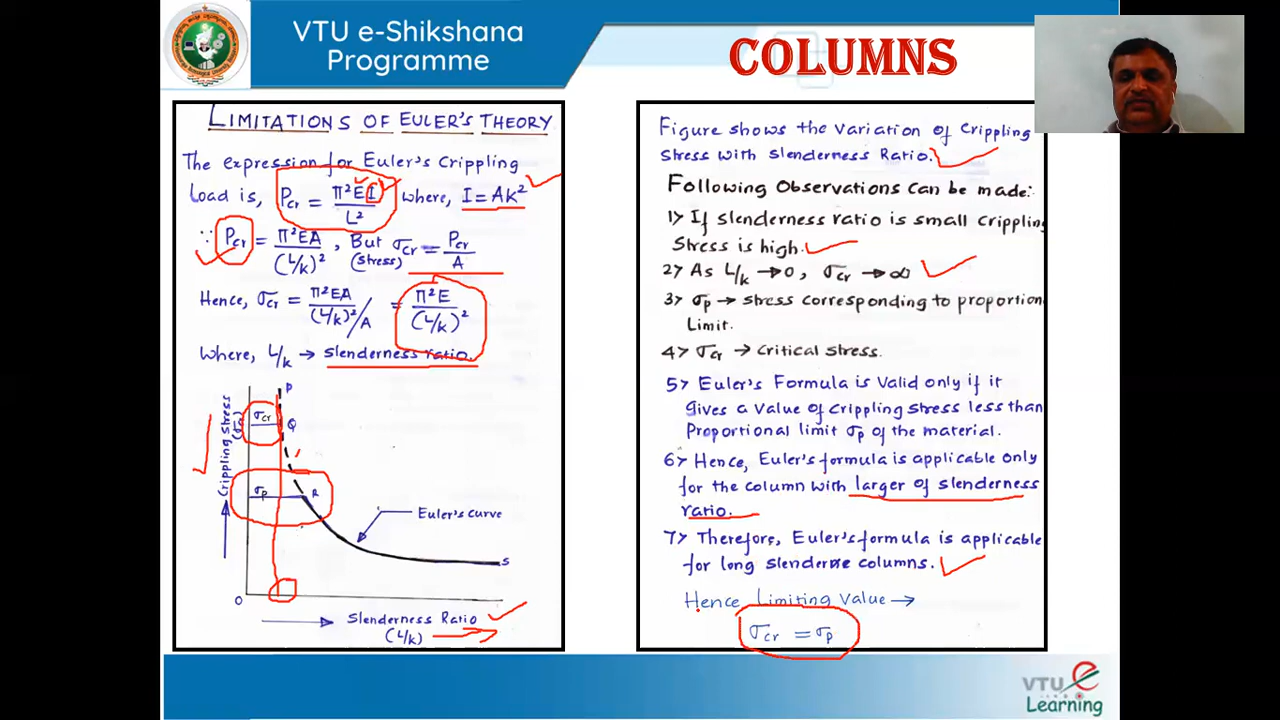 VTU e-Shikshana
Programme
COLUMNS
LIMITATIONS OF EULER'S THEORY
The expression for Euler's Crippling
Load is, Pcr = π²EI / L² where, I = Ak²
∵ Pcr = π²EA / (L/k)² , But σcr (stress) = Pcr / A
Hence, σcr = π²EA / (L/k)² / A = π²E / (L/k)²
Where, L/k → slenderness ratio.
P
σcr
Q
Crippling Stress (σcr)
σp
R
Euler's curve
S
O
Slenderness Ratio
(L/k)
Figure shows the Variation of Crippling
Stress with Slenderness Ratio.
Following Observations can be made:
1> If slenderness ratio is small crippling
Stress is high.
2> As L/k → 0, σcr → ∞
3> σp → stress corresponding to proportion
Limit.
4> σcr → critical stress.
5> Euler's Formula is Valid only if it
gives a Value of Crippling stress less than
Proportional limit σp of the material.
6> Hence, Euler's formula is applicable only
for the column with larger of slenderness
ratio.
7> Therefore, Euler's formula is applicable
for long slenderne columns.
Hence Limiting Value →
σcr = σp
VTU e
Learning